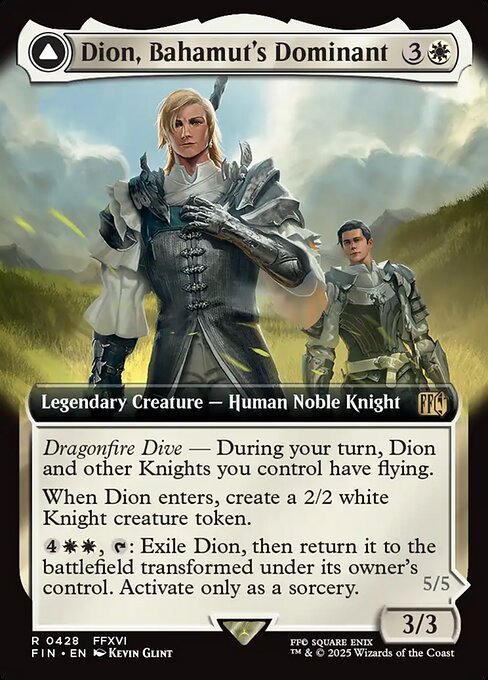 Dion, Bahamut's Dominant 3
Legendary Creature — Human Noble Knight
Dragonfire Dive — During your turn, Dion
and other Knights you control have flying.
When Dion enters, create a 2/2 white
Knight creature token.
4, : Exile Dion, then return it to the
battlefield transformed under its owner's
control. Activate only as a sorcery.
5/5
3/3
R 0428 FFXVI
FIN • EN Kevin Glint
FF© SQUARE ENIX
™ & © 2025 Wizards of the Coast